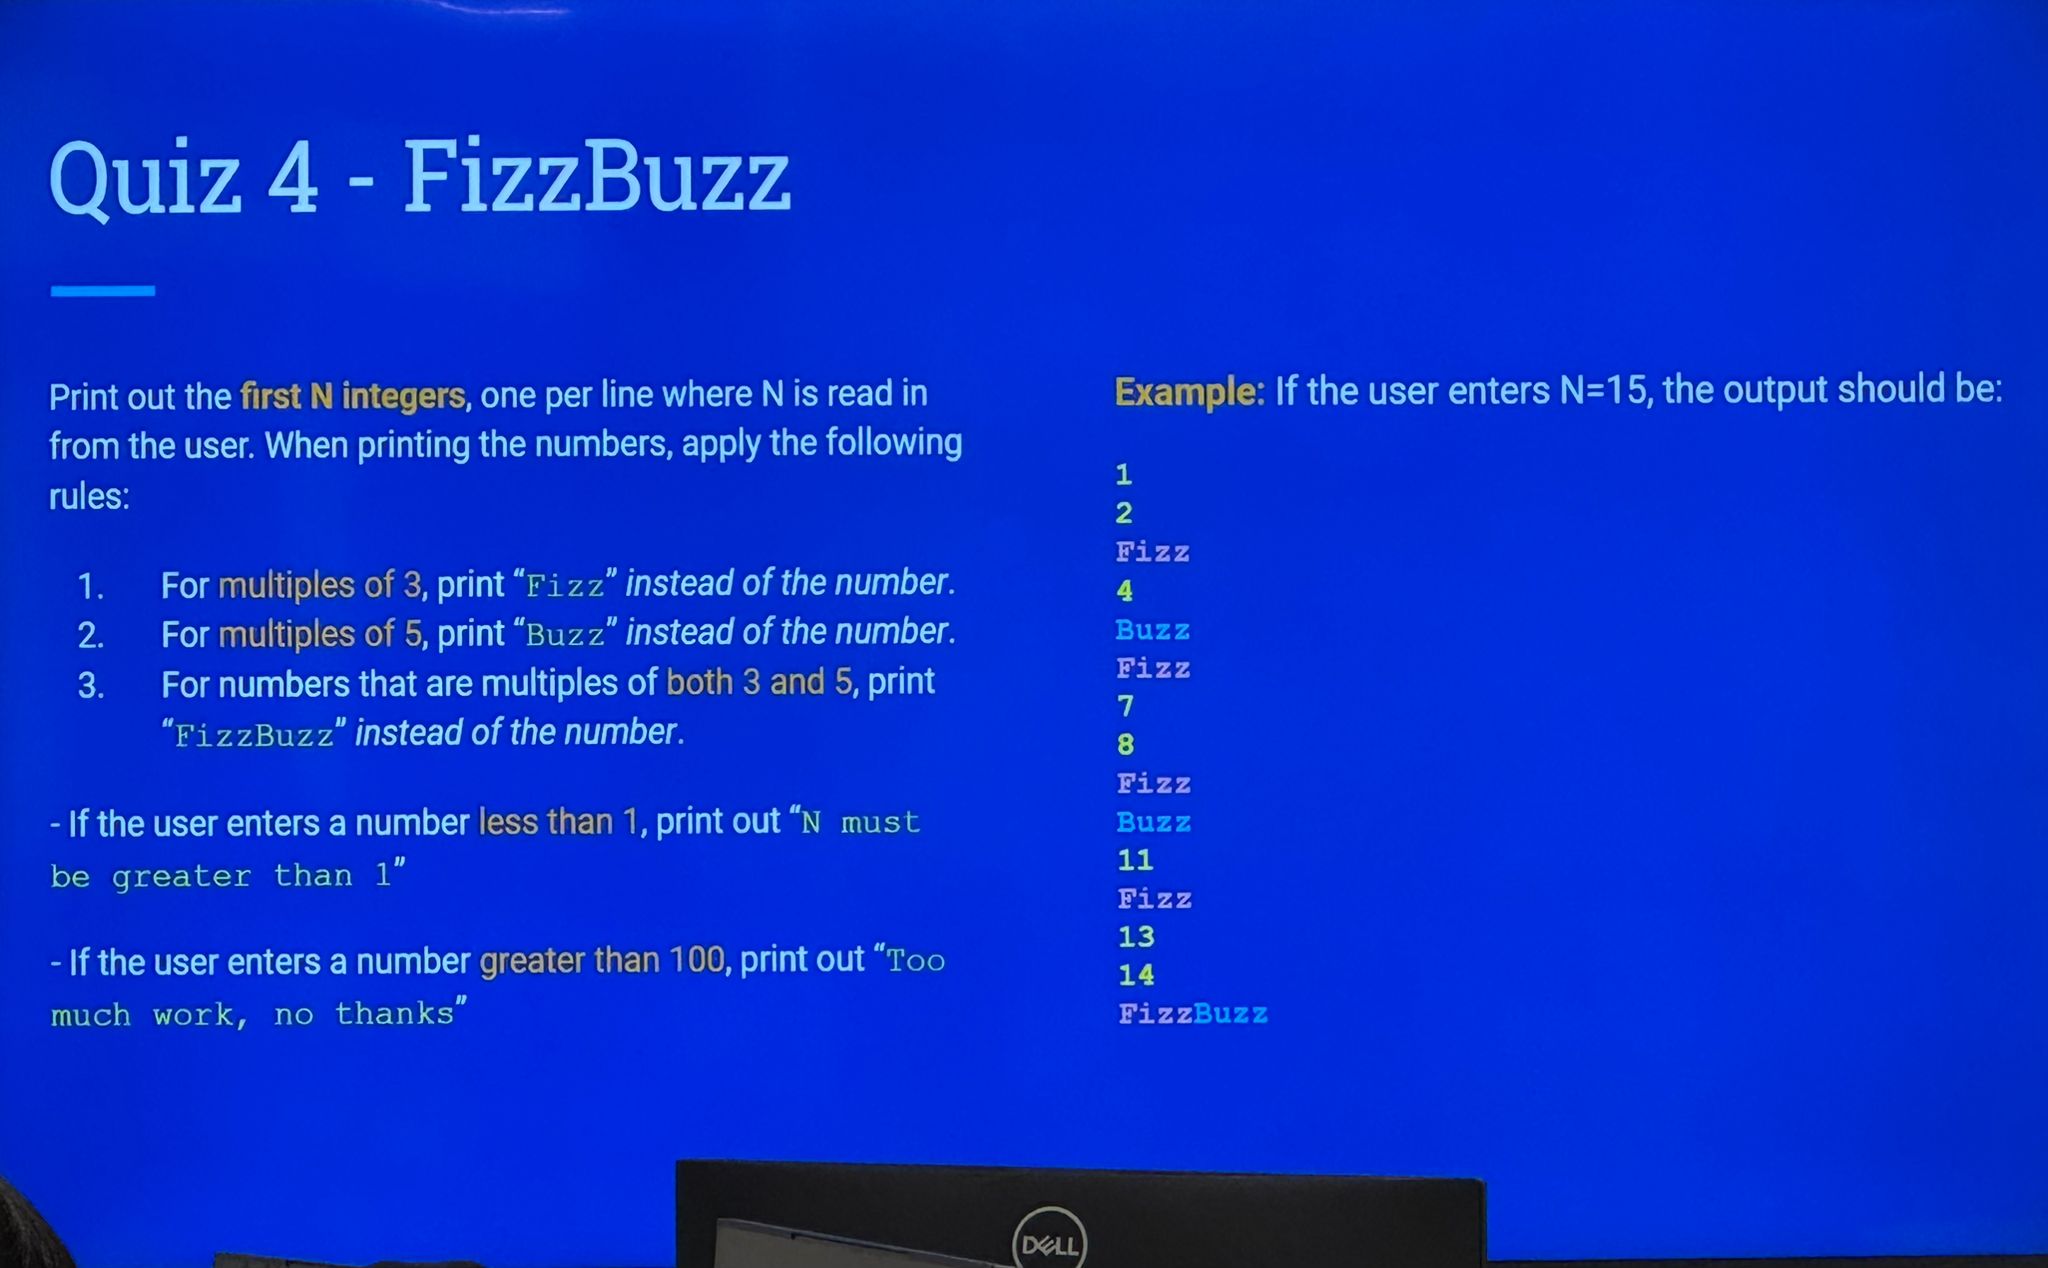 Quiz 4 - FizzBuzz
Print out the first N integers, one per line where N is read in
from the user. When printing the numbers, apply the following
rules:
1. For multiples of 3, print “Fizz” instead of the number.
2. For multiples of 5, print “Buzz” instead of the number.
3. For numbers that are multiples of both 3 and 5, print
“FizzBuzz” instead of the number.
- If the user enters a number less than 1, print out “N must
be greater than 1”
- If the user enters a number greater than 100, print out “Too
much work, no thanks”
Example: If the user enters N=15, the output should be:
1
2
Fizz
4
Buzz
Fizz
7
8
Fizz
Buzz
11
Fizz
13
14
FizzBuzz
DELL